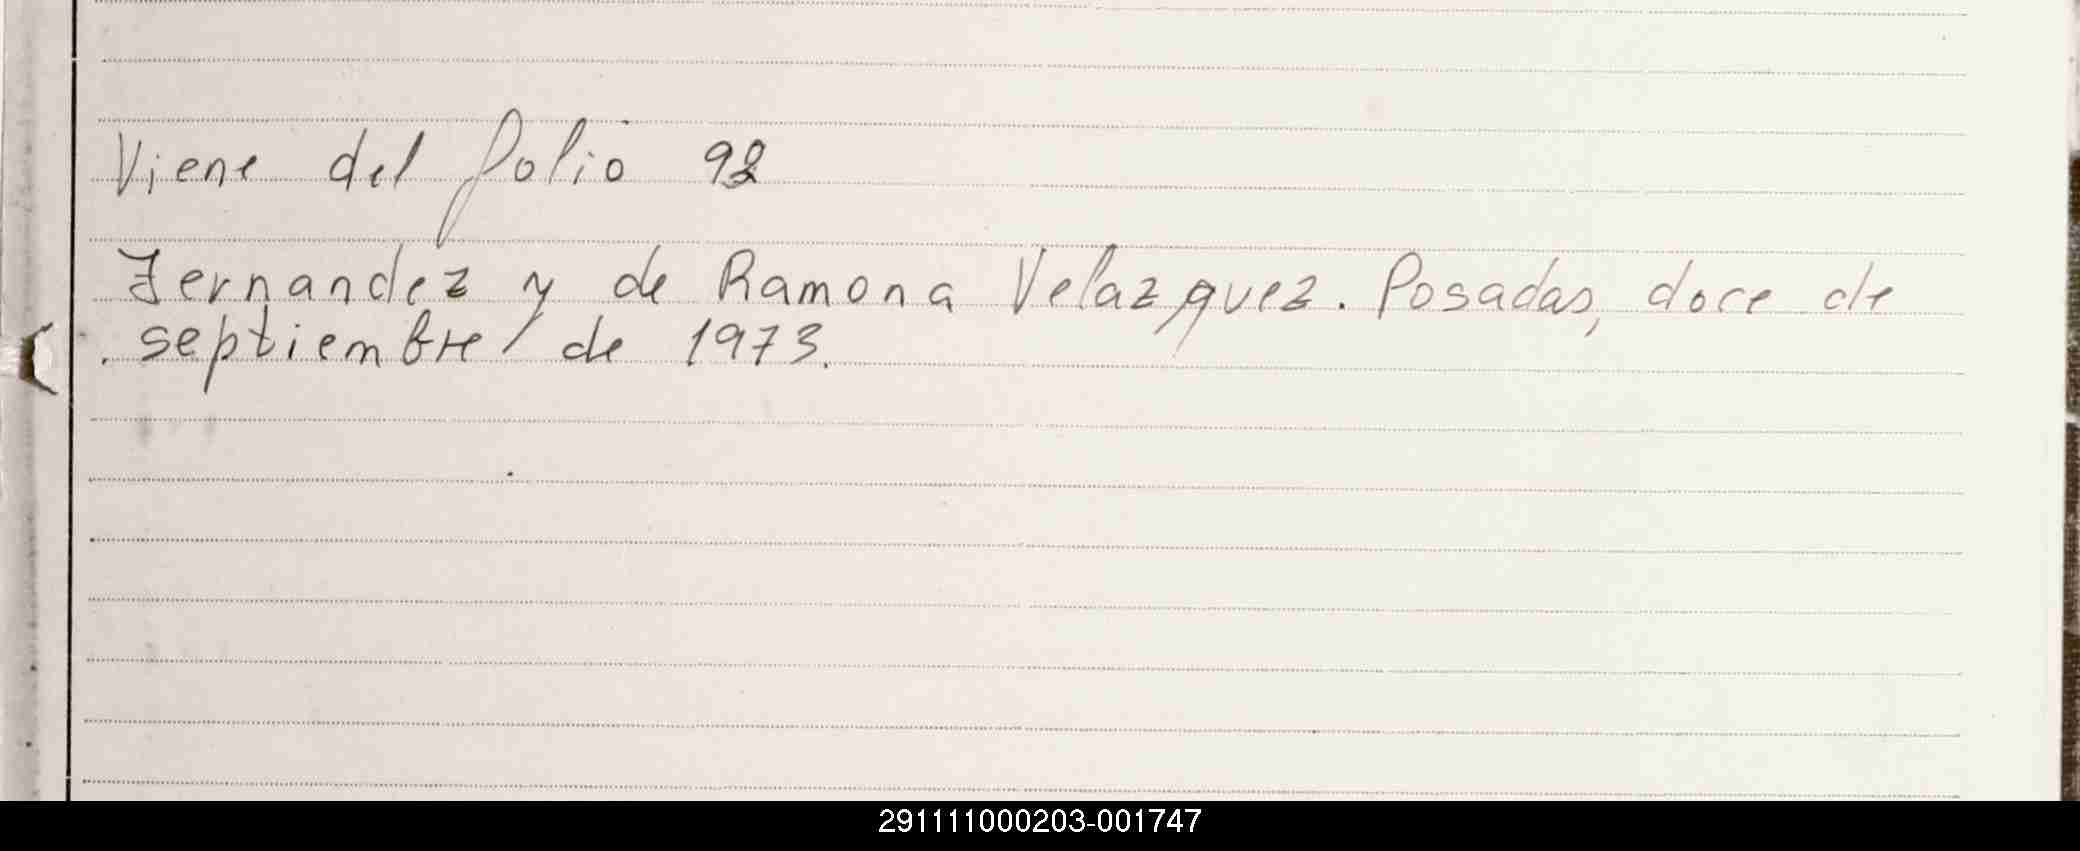 Viene del folio 92
Fernandez y de Ramona Velazquez. Posadas, doce de
septiembre de 1973.
291111000203-001747